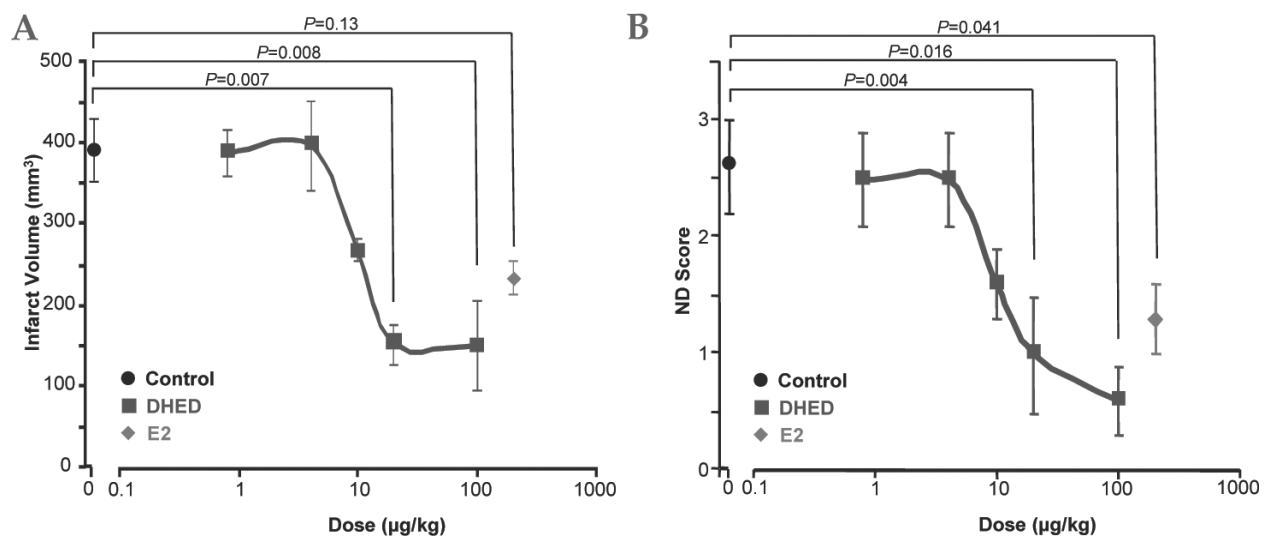 A
P=0.13
P=0.008
P=0.007
500
400
300
200
100
0
Infarct Volume (mm³)
Control
DHED
E2
0 0.1 1 10 100 1000
Dose (µg/kg)
B
P=0.041
P=0.016
P=0.004
3
2
1
0
ND Score
Control
DHED
E2
0 0.1 1 10 100 1000
Dose (µg/kg)